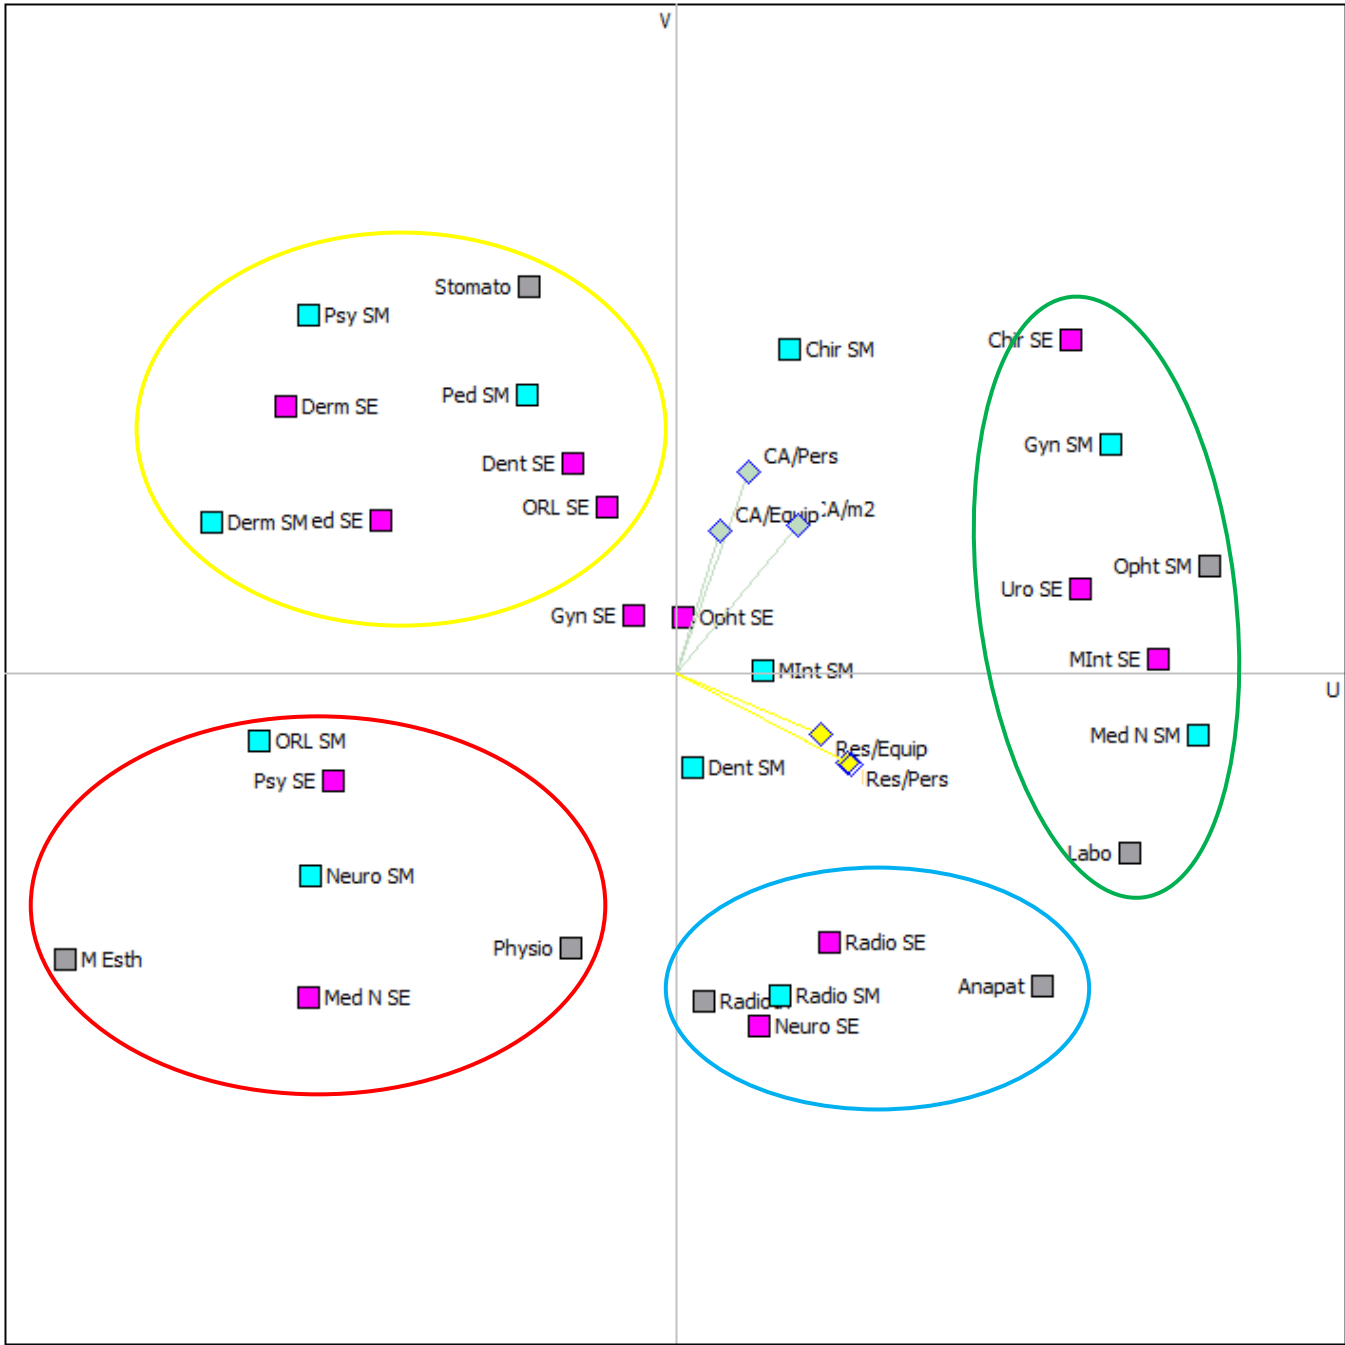 V
Stomato
Psy SM
Chir SM
Chir SE
Ped SM
Derm SE
Gyn SM
CA/Pers
Dent SE
ORL SE
CA/Equip
A/m2
Derm SM
ed SE
Opht SM
Uro SE
Gyn SE
Opht SE
MInt SE
MInt SM
U
ORL SM
Med N SM
Res/Equip
Dent SM
Psy SE
Res/Pers
Labo
Neuro SM
Radio SE
Physio
M Esth
Anapat
Radio SM
Med N SE
Neuro SE